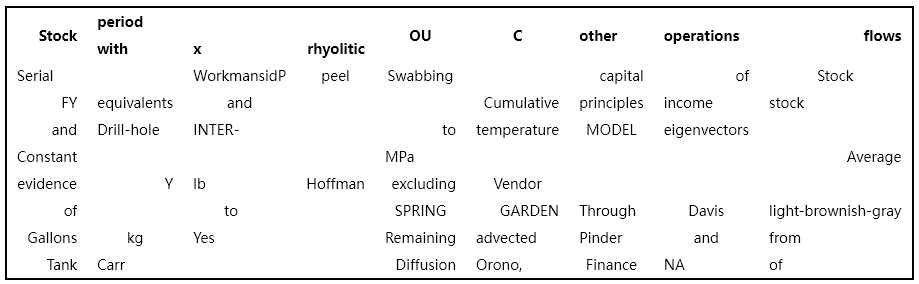 Stock period with x rhyolitic OU C other operations flows
Serial WorkmansidP peel Swabbing capital of Stock
FY equivalents and Cumulative principles income stock
and Drill-hole INTER- to temperature MODEL eigenvectors
Constant MPa Average
evidence Y lb Hoffman excluding Vendor
of to SPRING GARDEN Through Davis light-brownish-gray
Gallons kg Yes Remaining advected Pinder and from
Tank Carr Diffusion Orono, Finance NA of